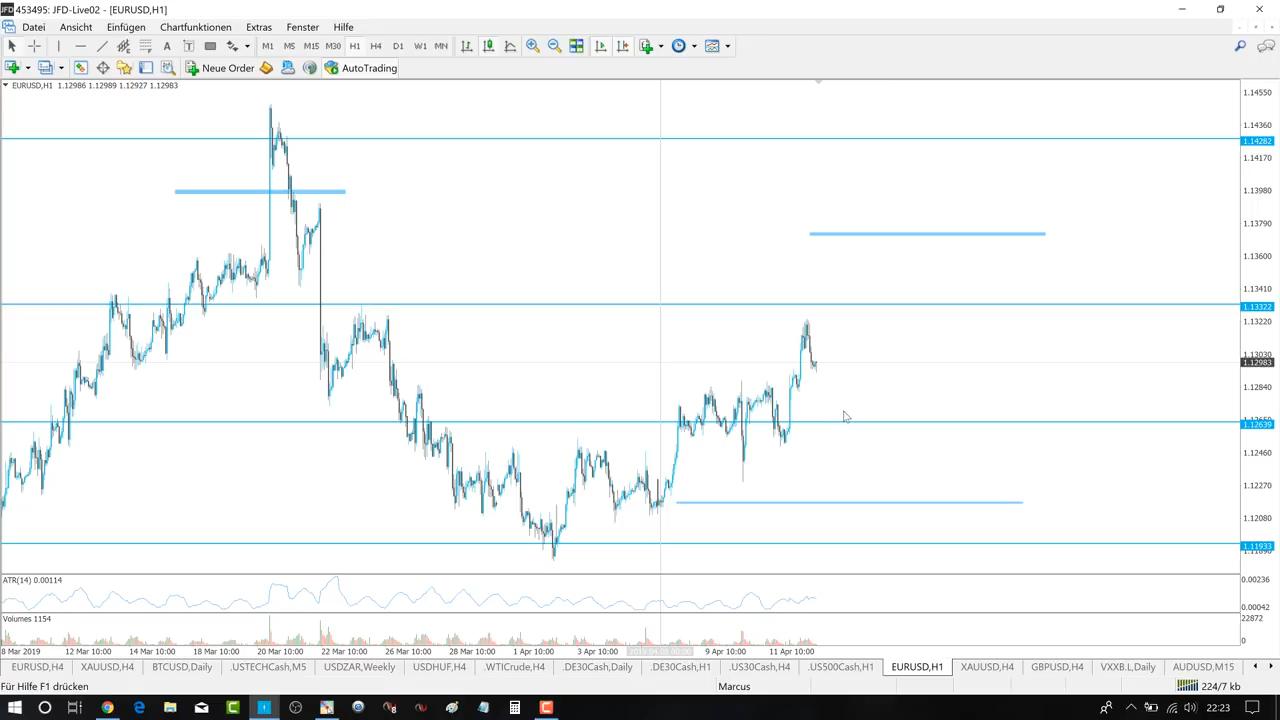 453495: JFD-Live02 - [EURUSD,H1]
Datei Ansicht Einfügen Chartfunktionen Extras Fenster Hilfe
M1 M5 M15 M30 H1 H4 D1 W1 MN
Neue Order AutoTrading
EURUSD,H1 1.12986 1.12989 1.12927 1.12983
1.14550
1.14360
1.14282
1.14170
1.13980
1.13790
1.13600
1.13410
1.13322
1.13220
1.13030
1.12983
1.12840
1.12639
1.12460
1.12270
1.12080
1.11933
ATR(14) 0.00114
0.00236
0.00042
Volumes 1154
22872
0
8 Mar 2019 12 Mar 10:00 14 Mar 10:00 18 Mar 10:00 20 Mar 10:00 22 Mar 10:00 26 Mar 10:00 28 Mar 10:00 1 Apr 10:00 3 Apr 10:00 9 Apr 10:00 11 Apr 10:00
EURUSD,H4 XAUUSD,H4 BTCUSD,Daily .USTECHCash,M5 USDZAR,Weekly USDHUF,H4 .WTICrude,H4 .DE30Cash,Daily .DE30Cash,H1 .US30Cash,H4 .US500Cash,H1 EURUSD,H1 XAUUSD,H4 GBPUSD,H4 VXXB.L,Daily AUDUSD,M15
Für Hilfe F1 drücken Marcus 224/7 kb
22:23